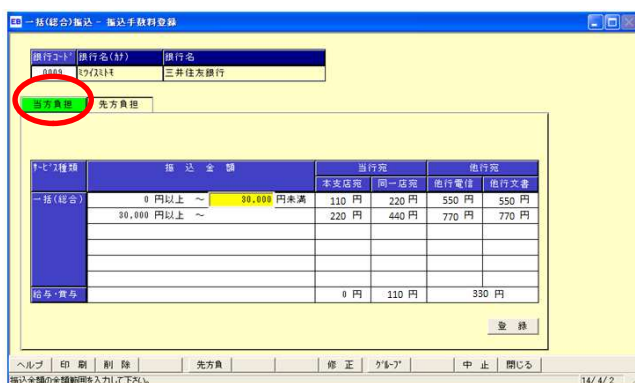 EB 一括(総合)振込 - 振込手数料登録
銀行コード 銀行名(カナ) 銀行名
0009 ミツイスミトモ 三井住友銀行
当方負担 先方負担
サービス種類 振込金額 当行宛 他行宛
本支店宛 同一店宛 他行電信 他行文書
一括(総合) 0 円以上 ～ 30,000 円未満 110 円 220 円 550 円 550 円
30,000 円以上 ～ 220 円 440 円 770 円 770 円
給与・賞与 0 円 110 円 330 円
登 録
ヘルプ 印 刷 削 除 先方負 修 正 グループ 中 止 閉じる
振込金額の金額範囲を入力して下さい。 14/ 4/ 2